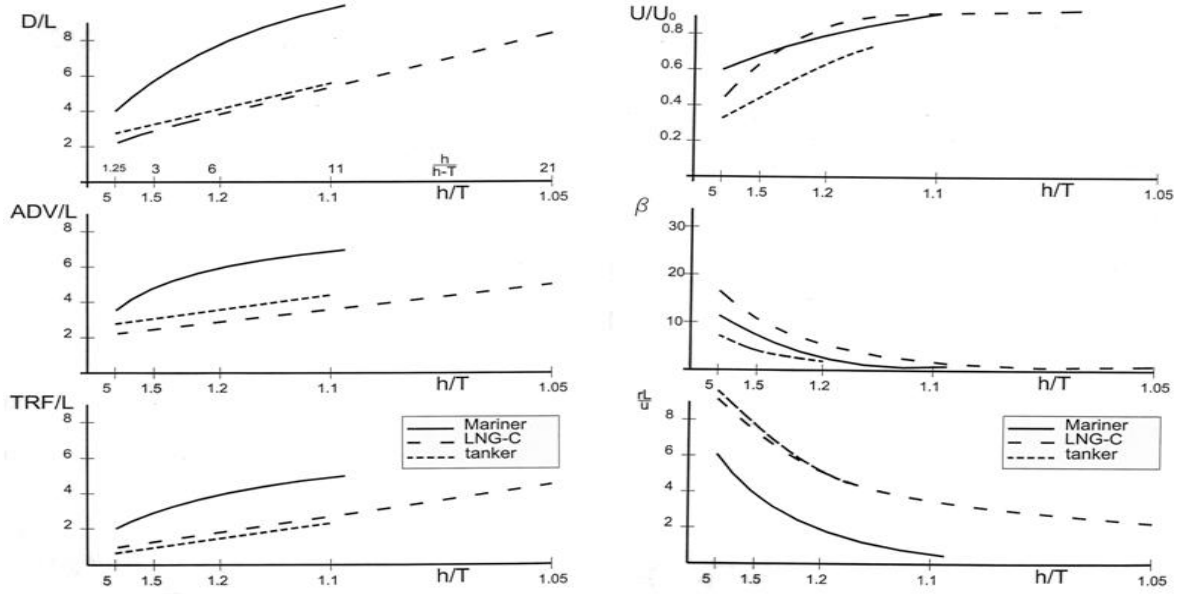 D/L
8
6
4
2
1.25 3 6 11 h/h-T 21
5 1.5 1.2 1.1 h/T 1.05
ADV/L
8
6
4
2
5 1.5 1.2 1.1 h/T 1.05
TRF/L
8
6
4
2
Mariner
LNG-C
tanker
5 1.5 1.2 1.1 h/T 1.05
U/U₀
0.8
0.6
0.4
0.2
5 1.5 1.2 1.1 h/T 1.05
β
30
20
10
5 1.5 1.2 1.1 h/T 1.05
rL/u
8
6
4
2
Mariner
LNG-C
tanker
5 1.5 1.2 1.1 h/T 1.05